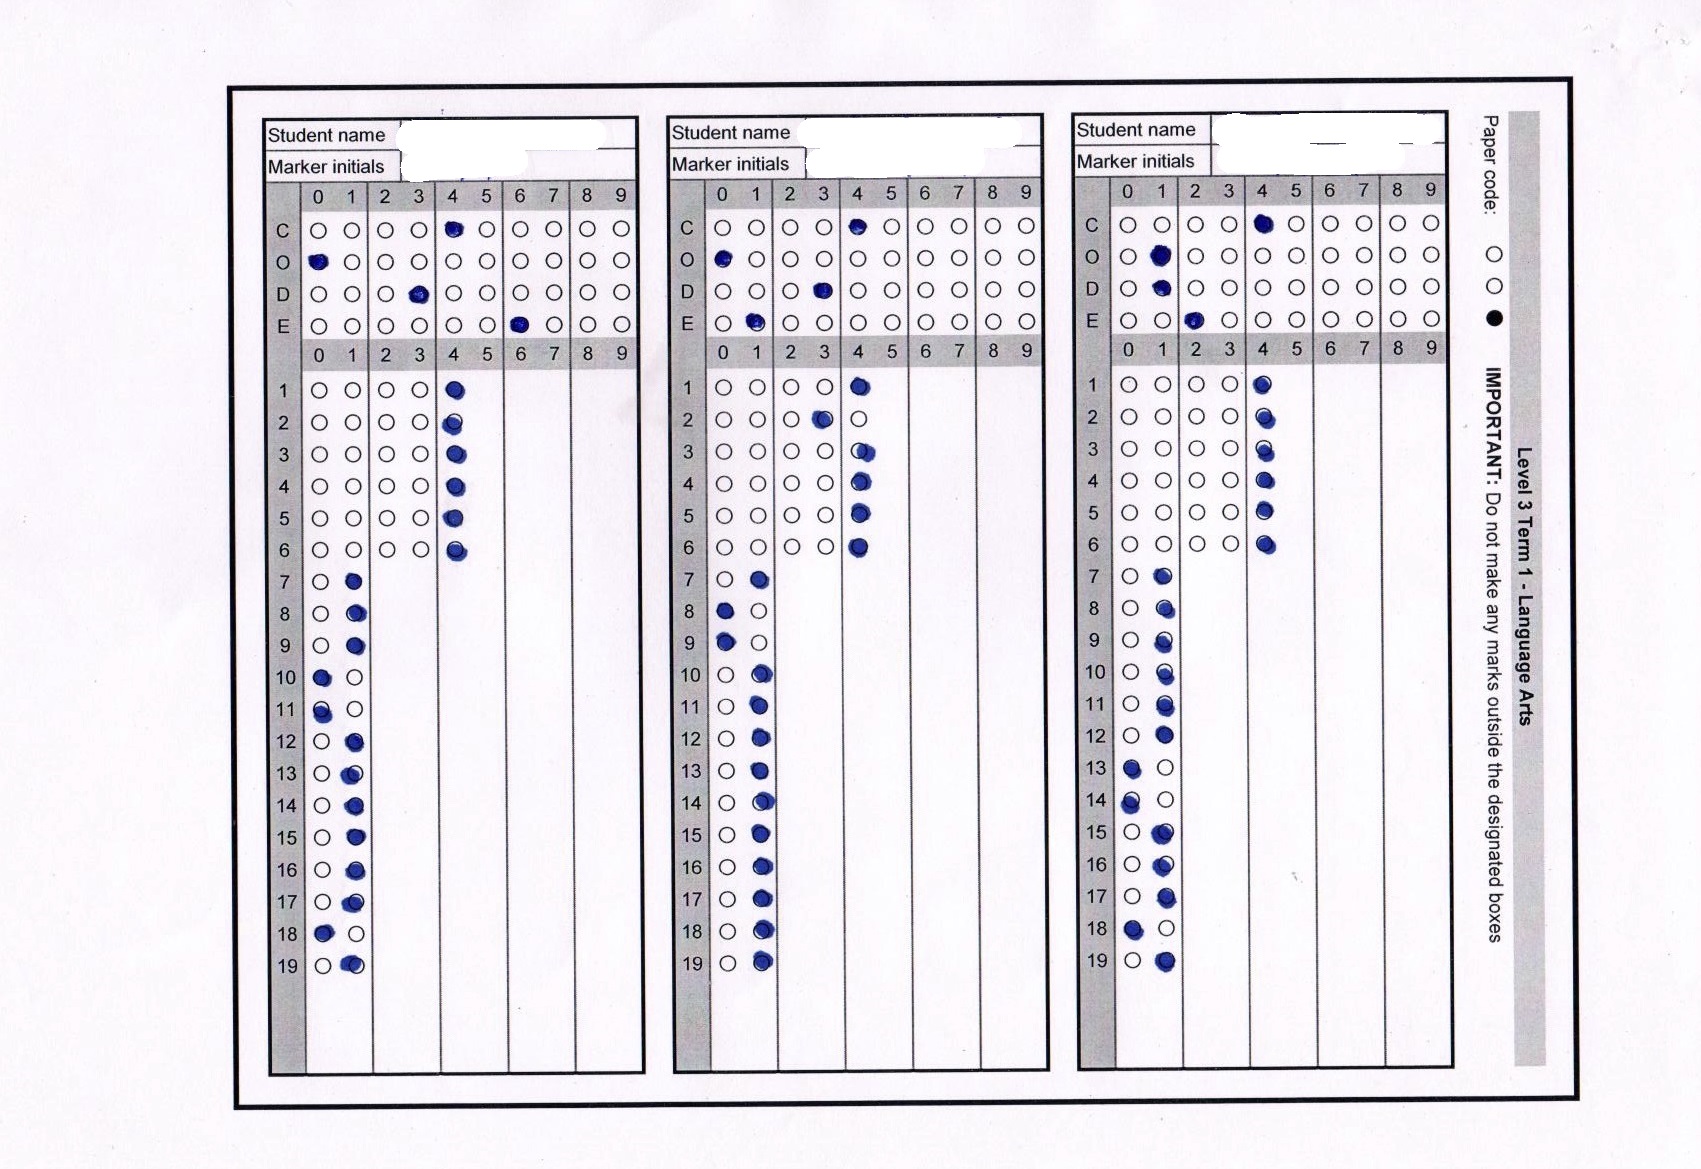 Student name
Marker initials
0 1 2 3 4 5 6 7 8 9
C
O
D
E
0 1 2 3 4 5 6 7 8 9
1
2
3
4
5
6
7
8
9
10
11
12
13
14
15
16
17
18
19
Student name
Marker initials
0 1 2 3 4 5 6 7 8 9
C
O
D
E
0 1 2 3 4 5 6 7 8 9
1
2
3
4
5
6
7
8
9
10
11
12
13
14
15
16
17
18
19
Student name
Marker initials
0 1 2 3 4 5 6 7 8 9
C
O
D
E
0 1 2 3 4 5 6 7 8 9
1
2
3
4
5
6
7
8
9
10
11
12
13
14
15
16
17
18
19
Level 3 Term 1 - Language Arts
Paper code: IMPORTANT: Do not make any marks outside the designated boxes